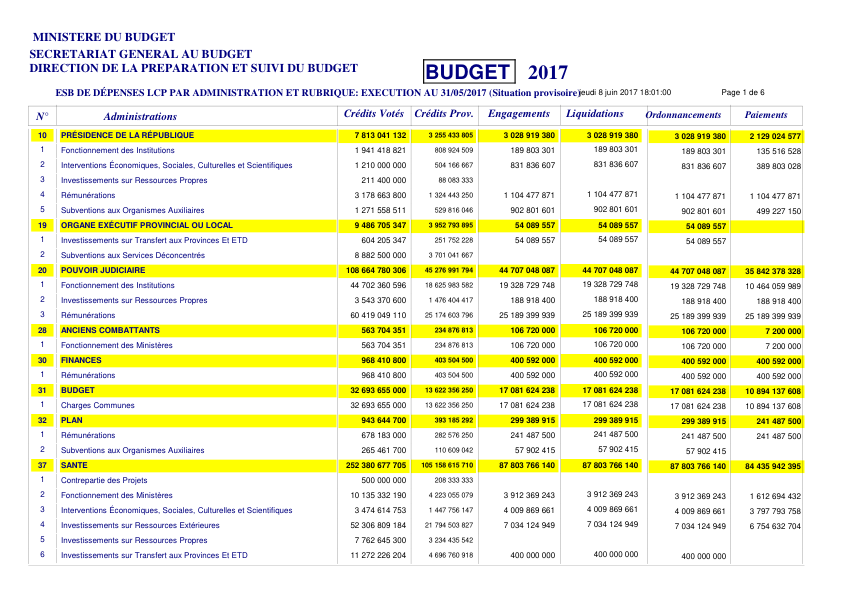 MINISTERE DU BUDGET
SECRETARIAT GENERAL AU BUDGET
DIRECTION DE LA PREPARATION ET SUIVI DU BUDGET
BUDGET 2017
ESB DE DÉPENSES LCP PAR ADMINISTRATION ET RUBRIQUE: EXECUTION AU 31/05/2017 (Situation provisoire) jeudi 8 juin 2017 18:01:00 Page 1 de 6
N° Administrations Crédits Votés Crédits Prov. Engagements Liquidations Ordonnancements Paiements
10 PRÉSIDENCE DE LA RÉPUBLIQUE 7 813 041 132 3 255 433 805 3 028 919 380 3 028 919 380 3 028 919 380 2 129 024 577
1 Fonctionnement des Institutions 1 941 418 821 808 924 509 189 803 301 189 803 301 189 803 301 135 516 528
2 Interventions Économiques, Sociales, Culturelles et Scientifiques 1 210 000 000 504 166 667 831 836 607 831 836 607 831 836 607 389 803 028
3 Investissements sur Ressources Propres 211 400 000 88 083 333
4 Rémunérations 3 178 663 800 1 324 443 250 1 104 477 871 1 104 477 871 1 104 477 871 1 104 477 871
5 Subventions aux Organismes Auxiliaires 1 271 558 511 529 816 046 902 801 601 902 801 601 902 801 601 499 227 150
19 ORGANE EXÉCUTIF PROVINCIAL OU LOCAL 9 486 705 347 3 952 793 895 54 089 557 54 089 557 54 089 557
1 Investissements sur Transfert aux Provinces Et ETD 604 205 347 251 752 228 54 089 557 54 089 557 54 089 557
2 Subventions aux Services Déconcentrés 8 882 500 000 3 701 041 667
20 POUVOIR JUDICIAIRE 108 664 780 306 45 276 991 794 44 707 048 087 44 707 048 087 44 707 048 087 35 842 378 328
1 Fonctionnement des Institutions 44 702 360 596 18 625 983 582 19 328 729 748 19 328 729 748 19 328 729 748 10 464 059 989
2 Investissements sur Ressources Propres 3 543 370 600 1 476 404 417 188 918 400 188 918 400 188 918 400 188 918 400
3 Rémunérations 60 419 049 110 25 174 603 796 25 189 399 939 25 189 399 939 25 189 399 939 25 189 399 939
28 ANCIENS COMBATTANTS 563 704 351 234 876 813 106 720 000 106 720 000 106 720 000 7 200 000
1 Fonctionnement des Ministères 563 704 351 234 876 813 106 720 000 106 720 000 106 720 000 7 200 000
30 FINANCES 968 410 800 403 504 500 400 592 000 400 592 000 400 592 000 400 592 000
1 Rémunérations 968 410 800 403 504 500 400 592 000 400 592 000 400 592 000 400 592 000
31 BUDGET 32 693 655 000 13 622 356 250 17 081 624 238 17 081 624 238 17 081 624 238 10 894 137 608
1 Charges Communes 32 693 655 000 13 622 356 250 17 081 624 238 17 081 624 238 17 081 624 238 10 894 137 608
32 PLAN 943 644 700 393 185 292 299 389 915 299 389 915 299 389 915 241 487 500
1 Rémunérations 678 183 000 282 576 250 241 487 500 241 487 500 241 487 500 241 487 500
2 Subventions aux Organismes Auxiliaires 265 461 700 110 609 042 57 902 415 57 902 415 57 902 415
37 SANTE 252 380 677 705 105 158 615 710 87 803 766 140 87 803 766 140 87 803 766 140 84 435 942 395
1 Contrepartie des Projets 500 000 000 208 333 333
2 Fonctionnement des Ministères 10 135 332 190 4 223 055 079 3 912 369 243 3 912 369 243 3 912 369 243 1 612 694 432
3 Interventions Économiques, Sociales, Culturelles et Scientifiques 3 474 614 753 1 447 756 147 4 009 869 661 4 009 869 661 4 009 869 661 3 797 793 758
4 Investissements sur Ressources Extérieures 52 306 809 184 21 794 503 827 7 034 124 949 7 034 124 949 7 034 124 949 6 754 632 704
5 Investissements sur Ressources Propres 7 762 645 300 3 234 435 542
6 Investissements sur Transfert aux Provinces Et ETD 11 272 226 204 4 696 760 918 400 000 000 400 000 000 400 000 000